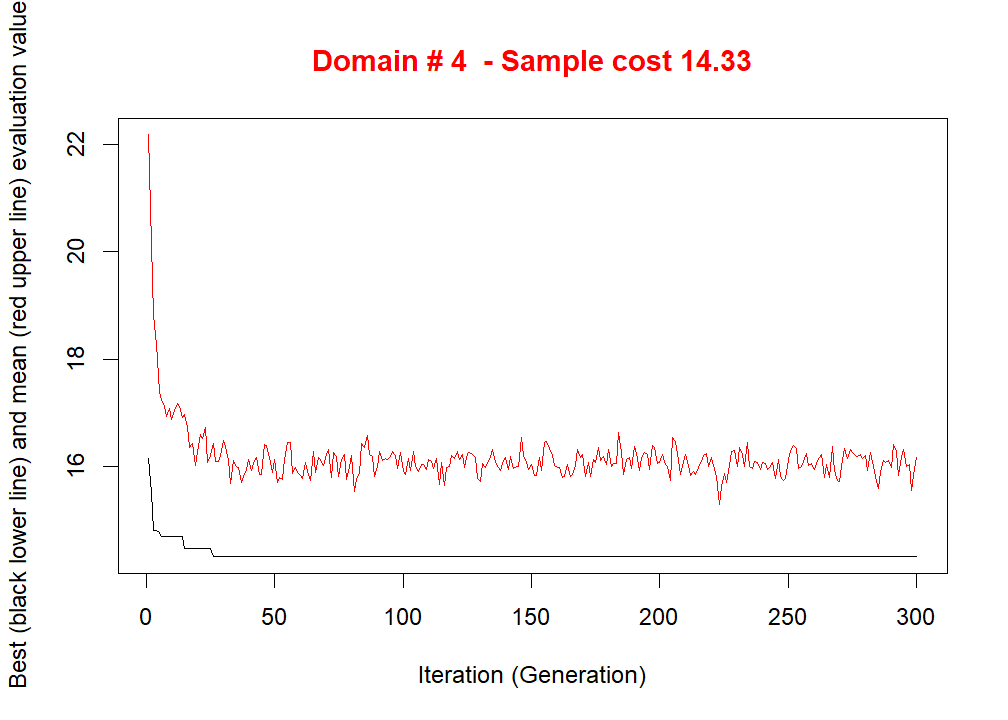 Domain # 4  - Sample cost 14.33
Best (black lower line) and mean (red upper line) evaluation value
22
20
18
16
0 50 100 150 200 250 300
Iteration (Generation)